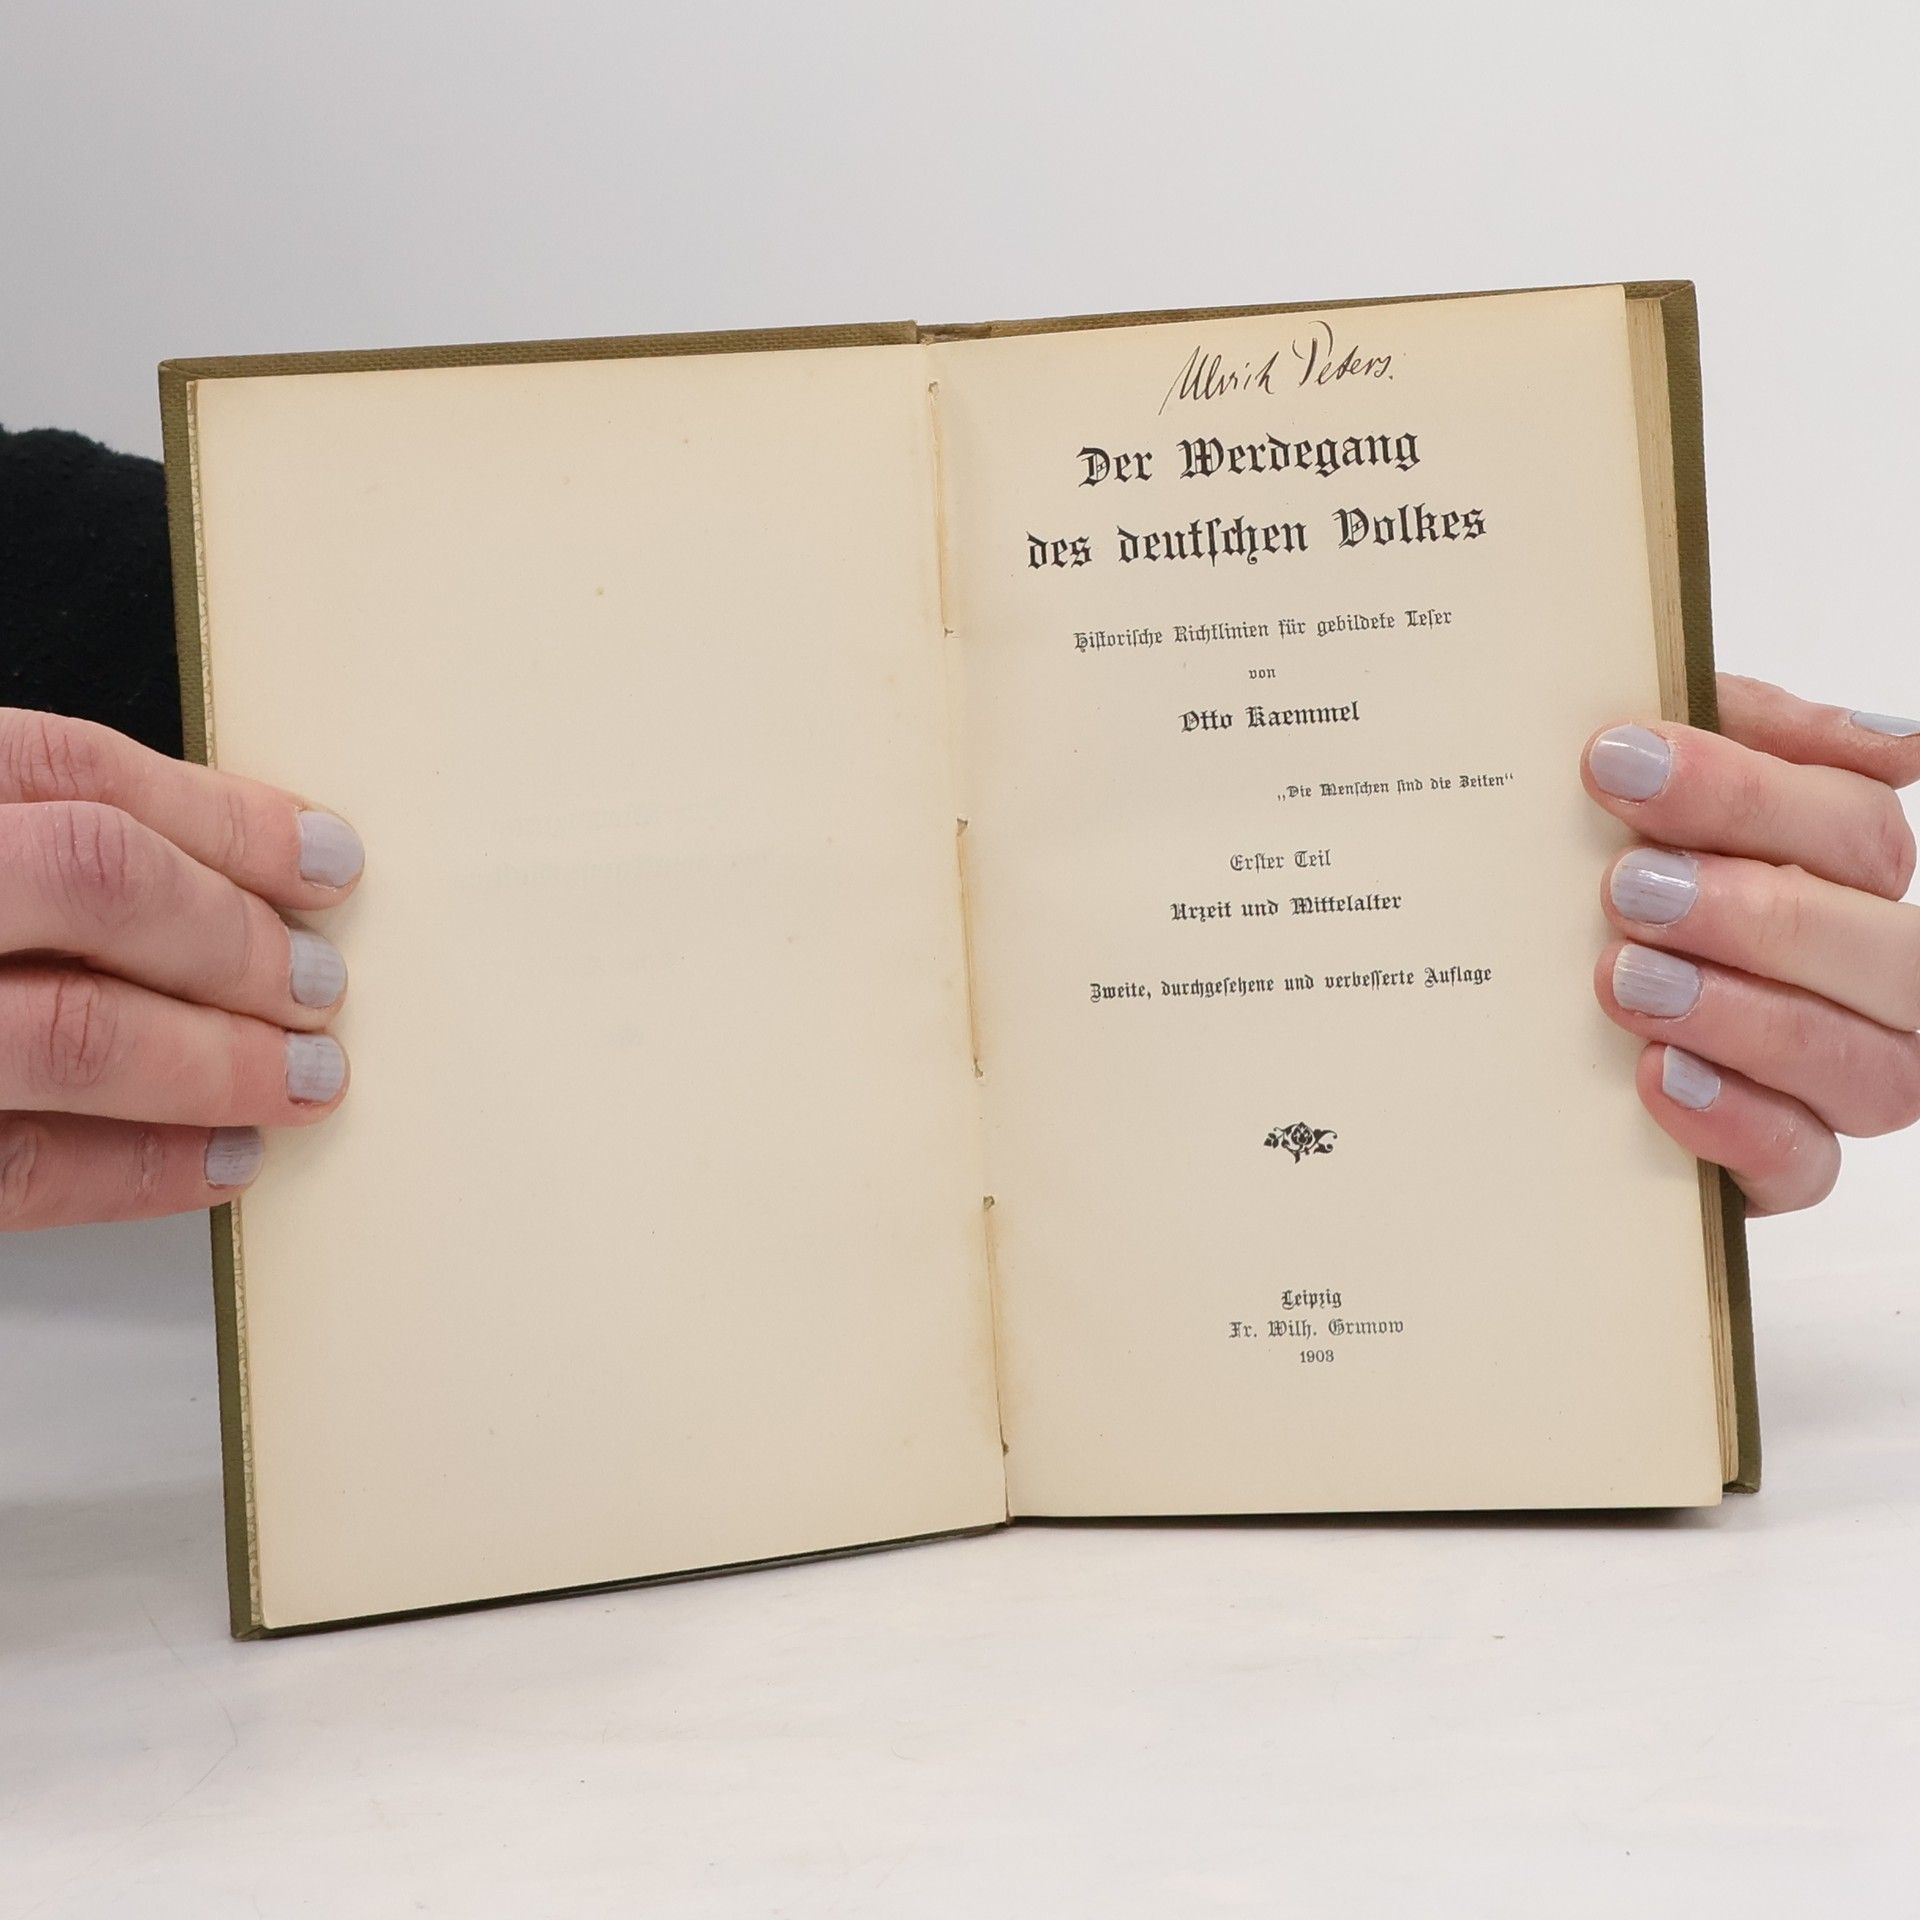 Ulrich Peters.
Der Werdegang
des deutſchen Volkes
Hiſtoriſche Richtlinien für gebildete Leſer
von
Otto Kaemmel
„Die Menſchen ſind die Zeiten“
Erſter Teil
Urzeit und Mittelalter
Zweite, durchgeſehene und verbeſſerte Auflage
Leipzig
Fr. Wilh. Grunow
1903